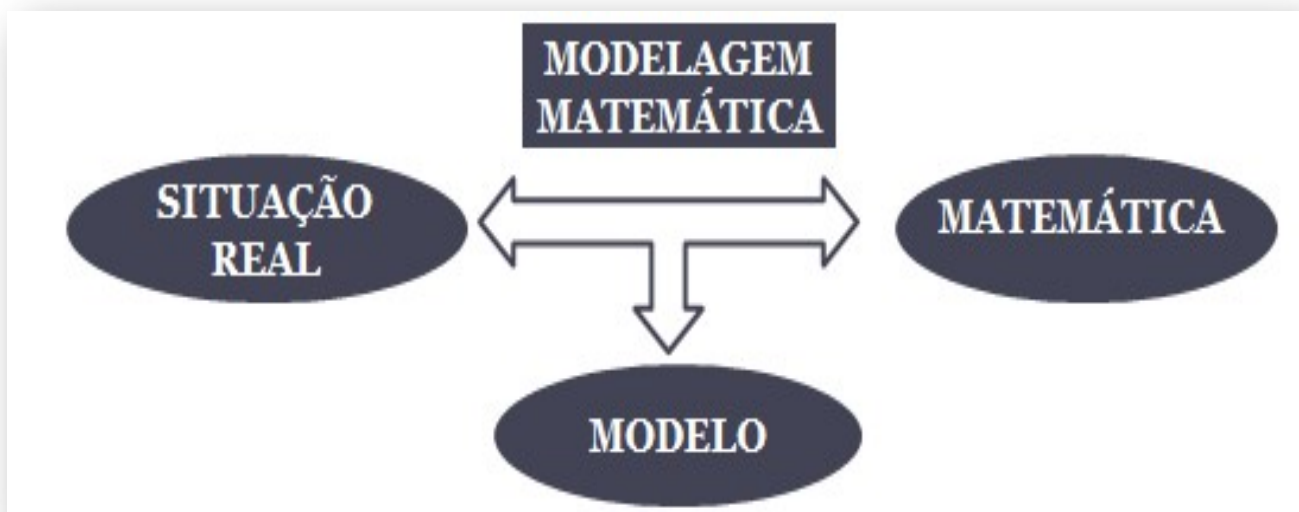 MODELAGEM
MATEMÁTICA
SITUAÇÃO
REAL
MATEMÁTICA
MODELO